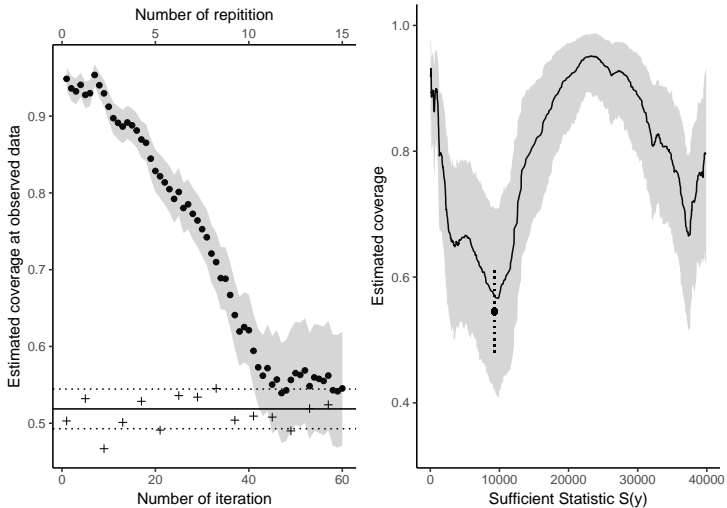 Number of repitition
0 5 10 15
Estimated coverage at observed data
0.9
0.8
0.7
0.6
0.5
0 20 40 60
Number of iteration
Estimated coverage
1.0
0.8
0.6
0.4
0 10000 20000 30000 40000
Sufficient Statistic S(y)